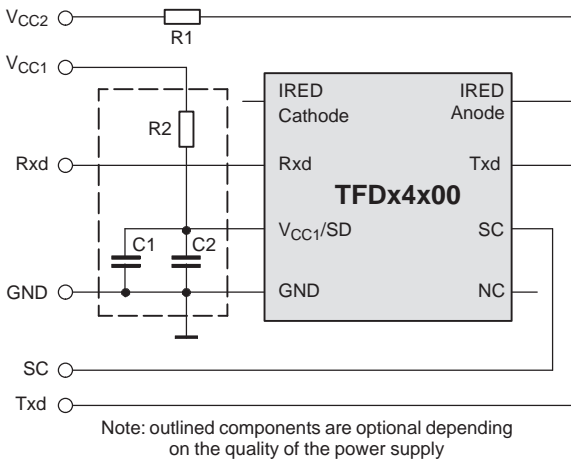 VCC2
R1
VCC1
R2
Rxd
C1
C2
GND
SC
Txd
IRED
Cathode
IRED
Anode
Rxd
Txd
TFDx4x00
VCC1/SD
SC
GND
NC
Note: outlined components are optional depending
on the quality of the power supply